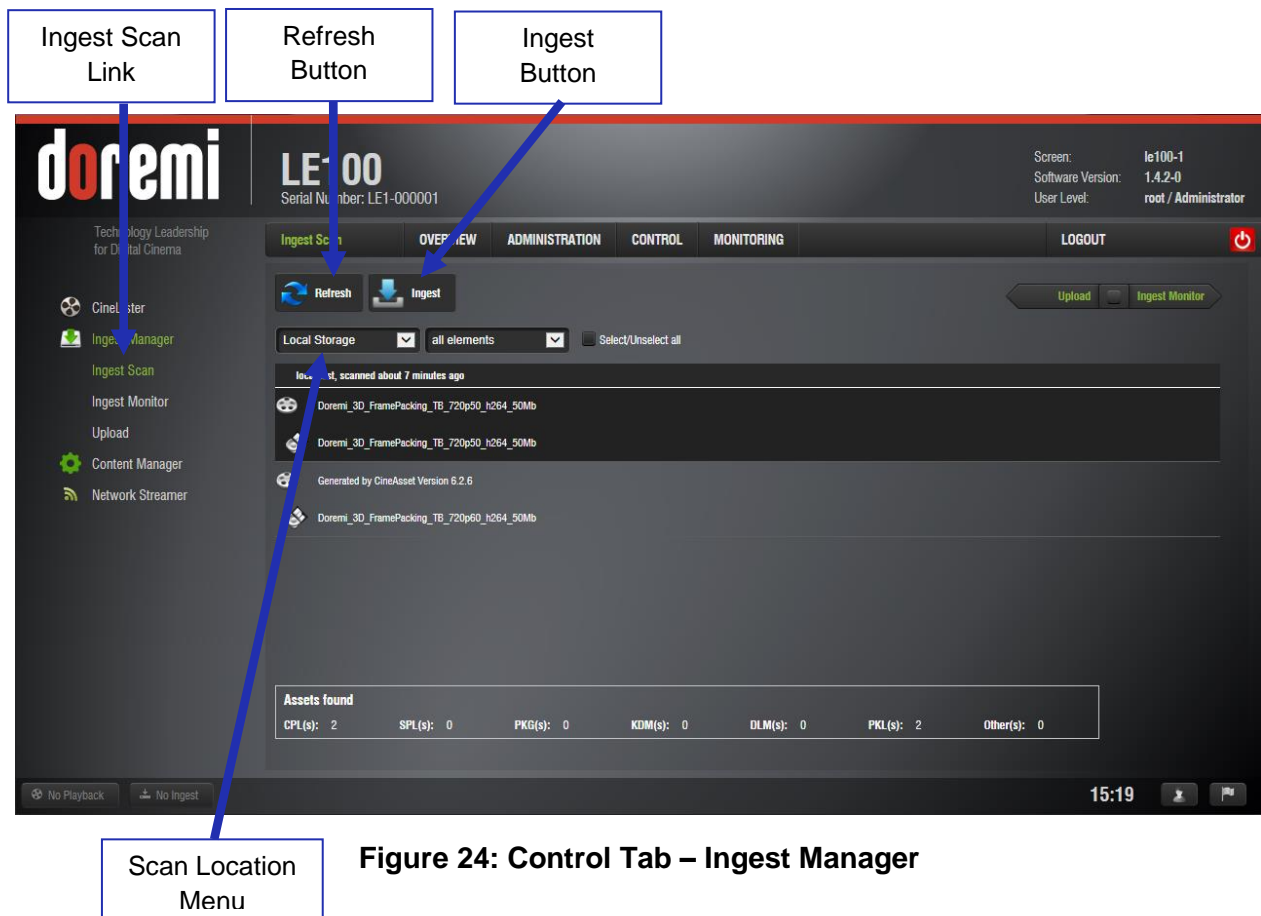 Ingest Scan
Link
Refresh
Button
Ingest
Button
doremi
Technology Leadership
for Digital Cinema
LE100
Serial Number: LE1-000001
Screen: le100-1
Software Version: 1.4.2-0
User Level: root / Administrator
Ingest Scan OVERVIEW ADMINISTRATION CONTROL MONITORING LOGOUT
CineLister
Ingest Manager
Ingest Scan
Ingest Monitor
Upload
Content Manager
Network Streamer
Refresh Ingest
Upload Ingest Monitor
Local Storage all elements Select/Unselect all
localhost, scanned about 7 minutes ago
Doremi_3D_FramePacking_TB_720p50_h264_50Mb
Doremi_3D_FramePacking_TB_720p50_h264_50Mb
Generated by CineAsset Version 6.2.6
Doremi_3D_FramePacking_TB_720p60_h264_50Mb
Assets found
CPL(s): 2 SPL(s): 0 PKG(s): 0 KDM(s): 0 DLM(s): 0 PKL(s): 2 Other(s): 0
No Playback No Ingest 15:19
Scan Location
Menu
Figure 24: Control Tab – Ingest Manager